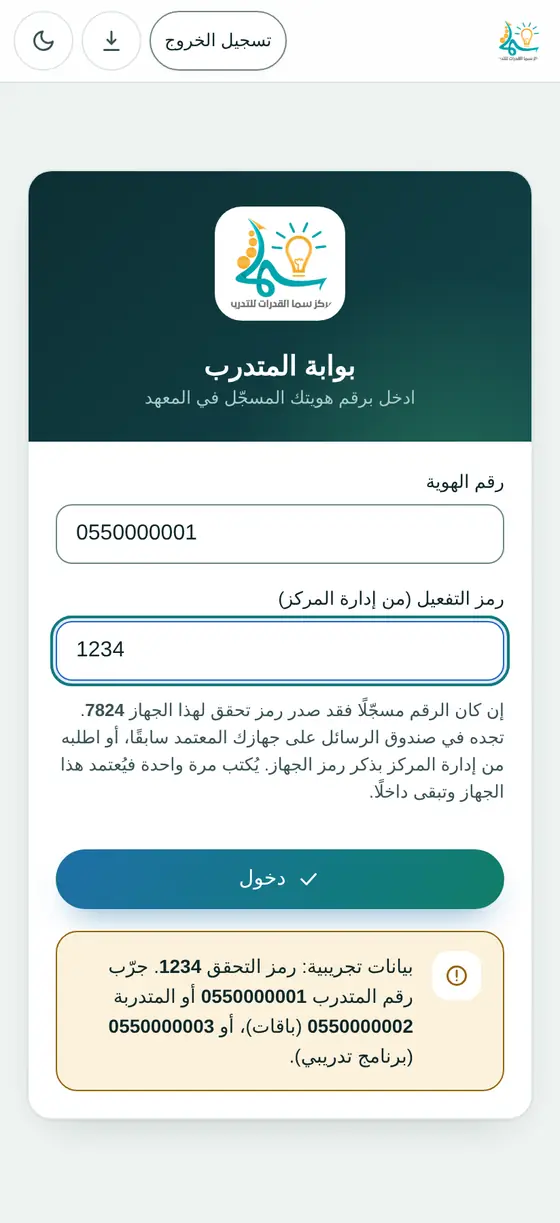 تسجيل الخروج
مركز سما القدرات للتدريب
بوابة المتدرب
ادخل برقم هويتك المسجّل في المعهد
رقم الهوية
0550000001
رمز التفعيل (من إدارة المركز)
1234
إن كان الرقم مسجّلًا فقد صدر رمز تحقق لهذا الجهاز 7824.
تجده في صندوق الرسائل على جهازك المعتمد سابقًا، أو اطلبه
من إدارة المركز بذكر رمز الجهاز. يُكتب مرة واحدة فيُعتمد هذا
الجهاز وتبقى داخلًا.
دخول
بيانات تجريبية: رمز التحقق 1234. جرّب
رقم المتدرب 0550000001 أو المتدربة
0550000002 (باقات)، أو 0550000003
(برنامج تدريبي).